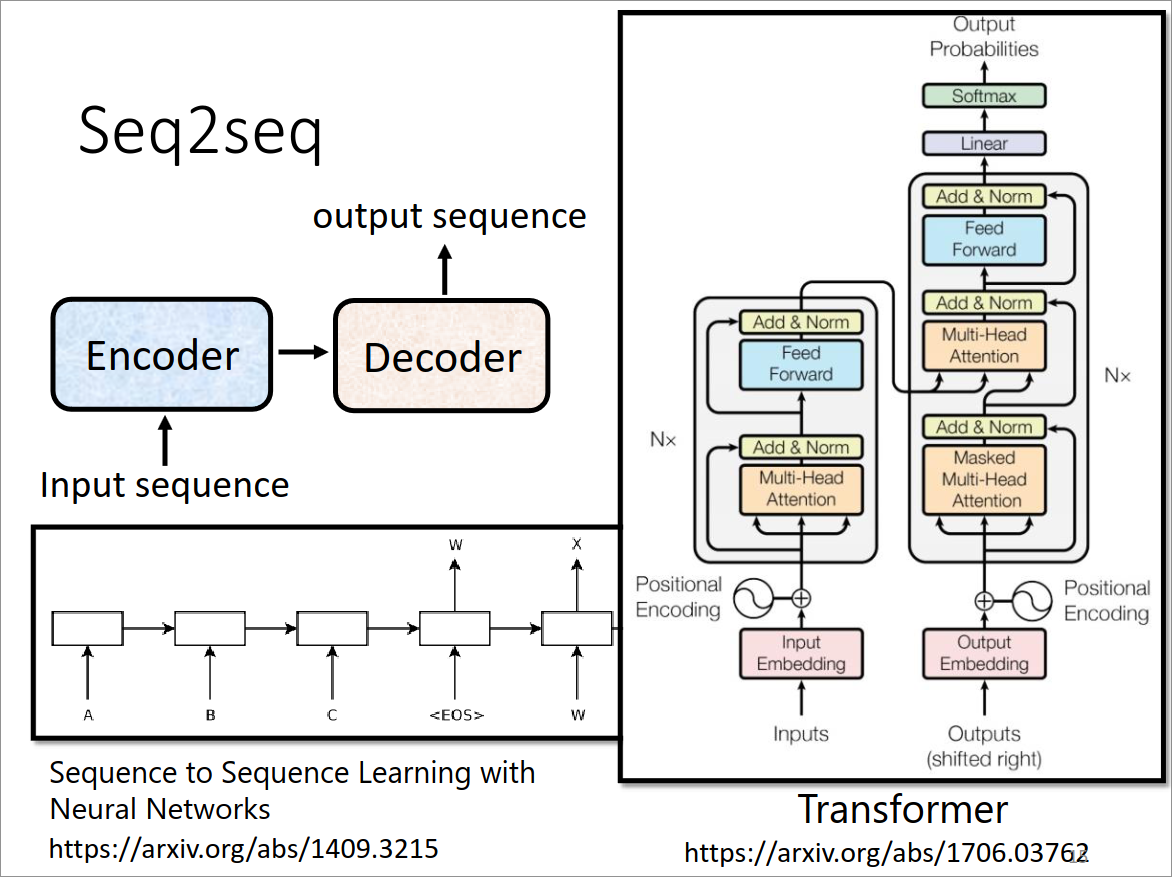 Seq2seq
output sequence
Encoder
Decoder
Input sequence
W
X
A
B
C
<EOS>
W
Sequence to Sequence Learning with
Neural Networks
https://arxiv.org/abs/1409.3215
Output
Probabilities
Softmax
Linear
Add & Norm
Feed
Forward
Add & Norm
Multi-Head
Attention
Nx
Add & Norm
Masked
Multi-Head
Attention
Add & Norm
Feed
Forward
Nx
Add & Norm
Multi-Head
Attention
Positional
Encoding
Positional
Encoding
Input
Embedding
Output
Embedding
Inputs
Outputs
(shifted right)
Transformer
https://arxiv.org/abs/1706.03762
15